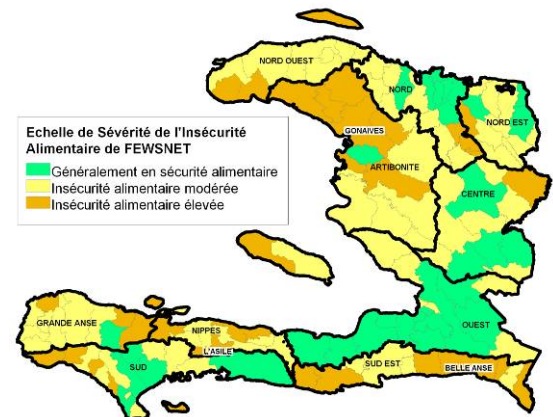 NORD OUEST
NORD
NORD EST
GONAIVES
Echelle de Sévérité de l'Insécurité
Alimentaire de FEWSNET
Généralement en sécurité alimentaire
Insécurité alimentaire modérée
Insécurité alimentaire élevée
ARTIBONITE
CENTRE
GRANDE ANSE
NIPPES
OUEST
L'ASILE
SUD
SUD EST
BELLE ANSE